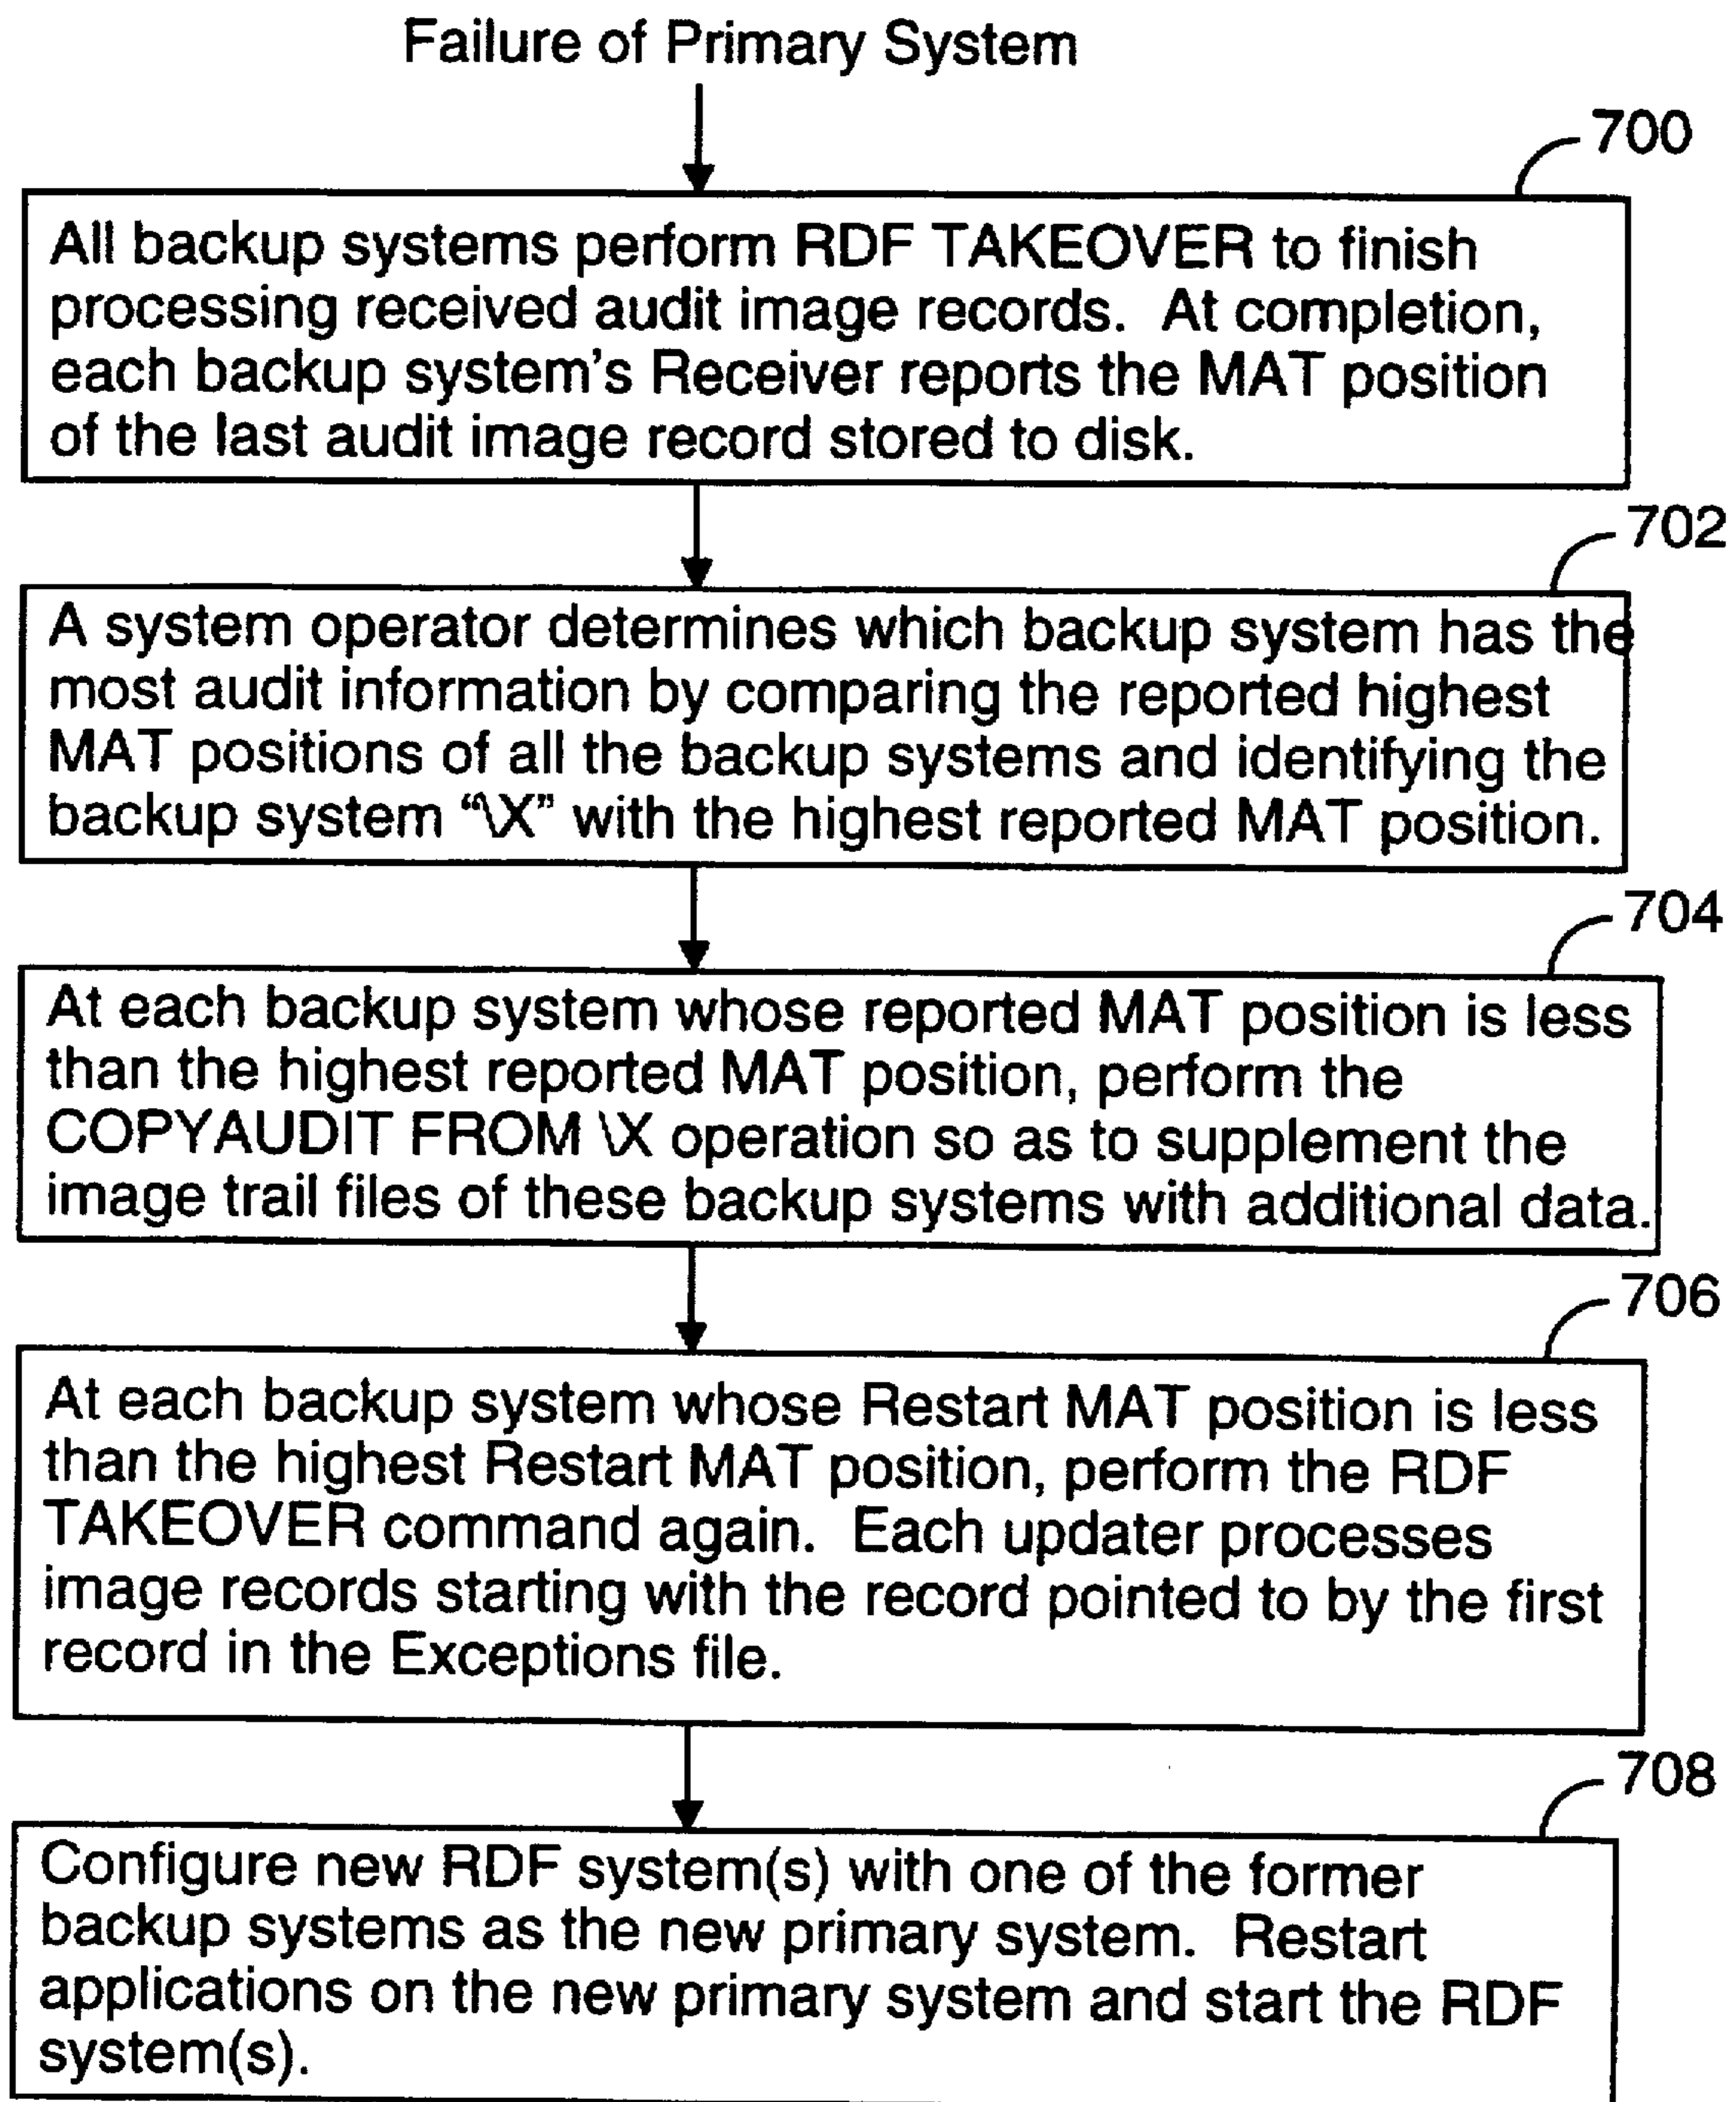 Failure of Primary System
700
All backup systems perform RDF TAKEOVER to finish
processing received audit image records. At completion,
each backup system's Receiver reports the MAT position
of the last audit image record stored to disk.
702
A system operator determines which backup system has the
most audit information by comparing the reported highest
MAT positions of all the backup systems and identifying the
backup system “\X” with the highest reported MAT position.
704
At each backup system whose reported MAT position is less
than the highest reported MAT position, perform the
COPYAUDIT FROM \X operation so as to supplement the
image trail files of these backup systems with additional data.
706
At each backup system whose Restart MAT position is less
than the highest Restart MAT position, perform the RDF
TAKEOVER command again. Each updater processes
image records starting with the record pointed to by the first
record in the Exceptions file.
708
Configure new RDF system(s) with one of the former
backup systems as the new primary system. Restart
applications on the new primary system and start the RDF
system(s).